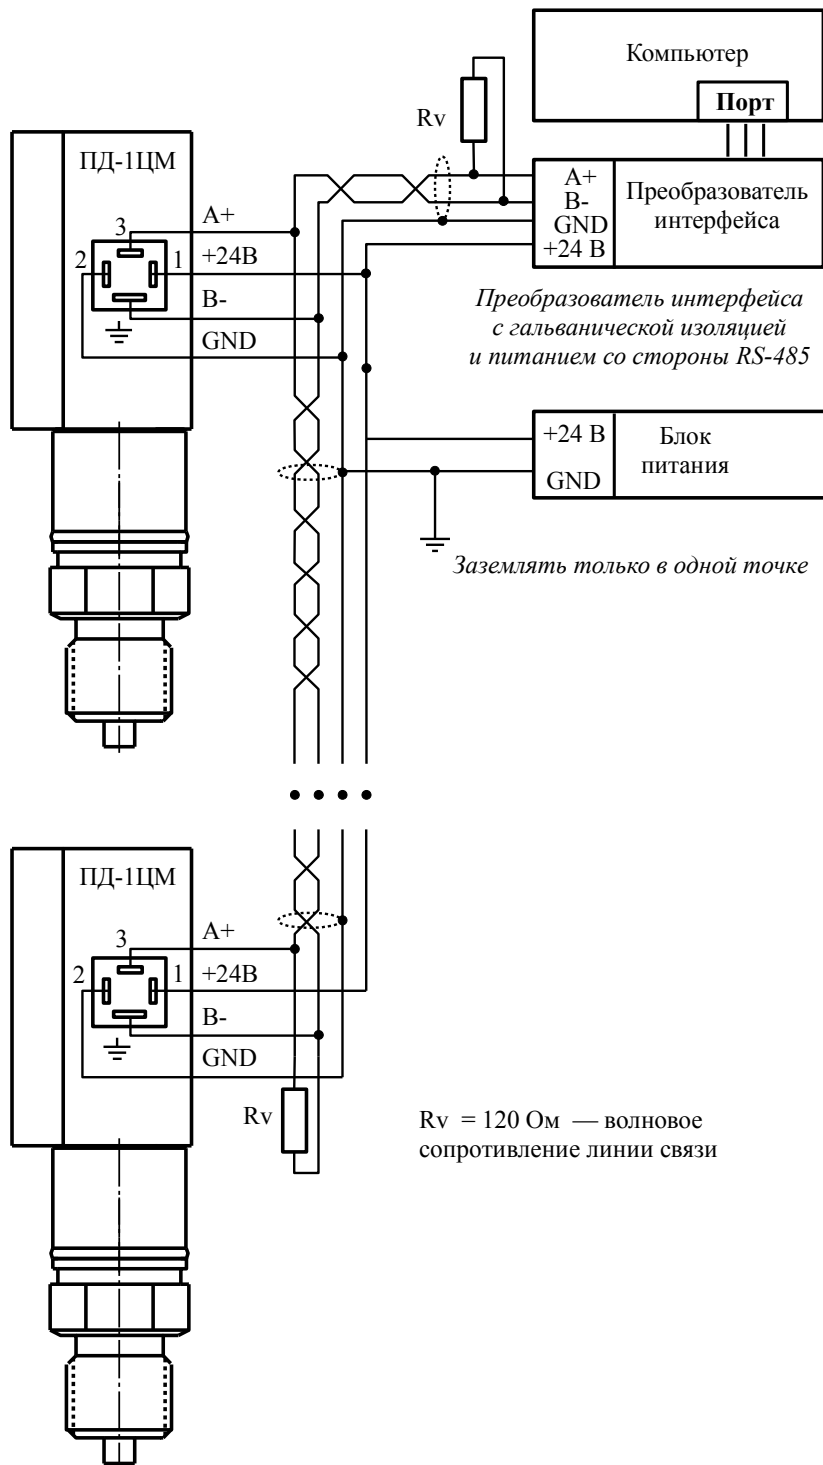 Компьютер
Порт
Rv
ПД-1ЦМ
A+
B-
GND
+24 В
Преобразователь
интерфейса
3
A+
2
1
+24В
B-
GND
Преобразователь интерфейса
с гальванической изоляцией
и питанием со стороны RS-485
+24 В
GND
Блок
питания
Заземлять только в одной точке
ПД-1ЦМ
3
A+
2
1
+24В
B-
GND
Rv
Rv = 120 Ом — волновое
сопротивление линии связи